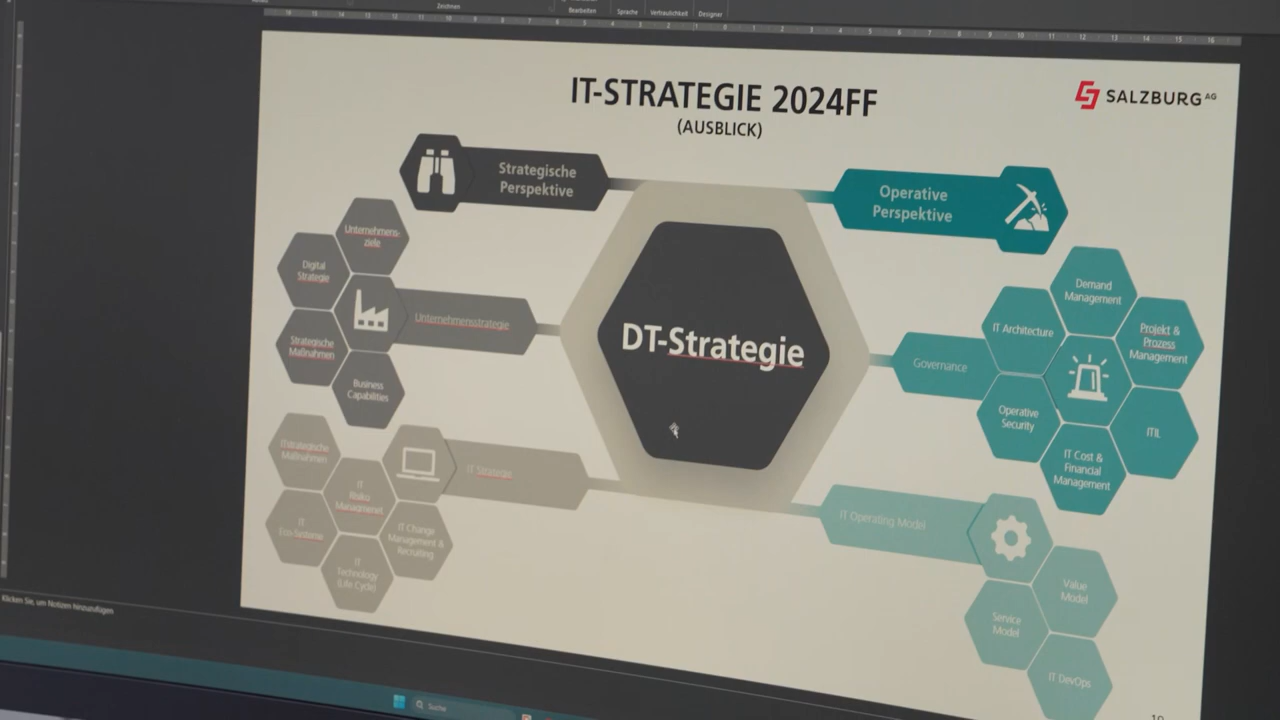 Zeichnen
Bearbeiten
Sprache
Vertraulichkeit
Designer
IT-STRATEGIE 2024FF
(AUSBLICK)
SALZBURG AG
Strategische
Perspektive
Operative
Perspektive
Unternehmens-
ziele
Digital
Strategie
Unternehmensstrategie
Strategische
Maßnahmen
Business
Capabilities
DT-Strategie
Demand
Management
IT Architecture
Projekt &
Prozess
Management
Governance
Operative
Security
ITIL
IT Cost &
Financial
Management
ITstrategische
Maßnahmen
IT Strategie
IT
Risiko
Managmenet
IT
Eco-Systeme
IT Change
Management &
Recruiting
IT
Technology
(Life Cycle)
IT Operating Model
Value
Model
Service
Model
IT DevOps
Klicken Sie, um Notizen hinzuzufügen
Suche